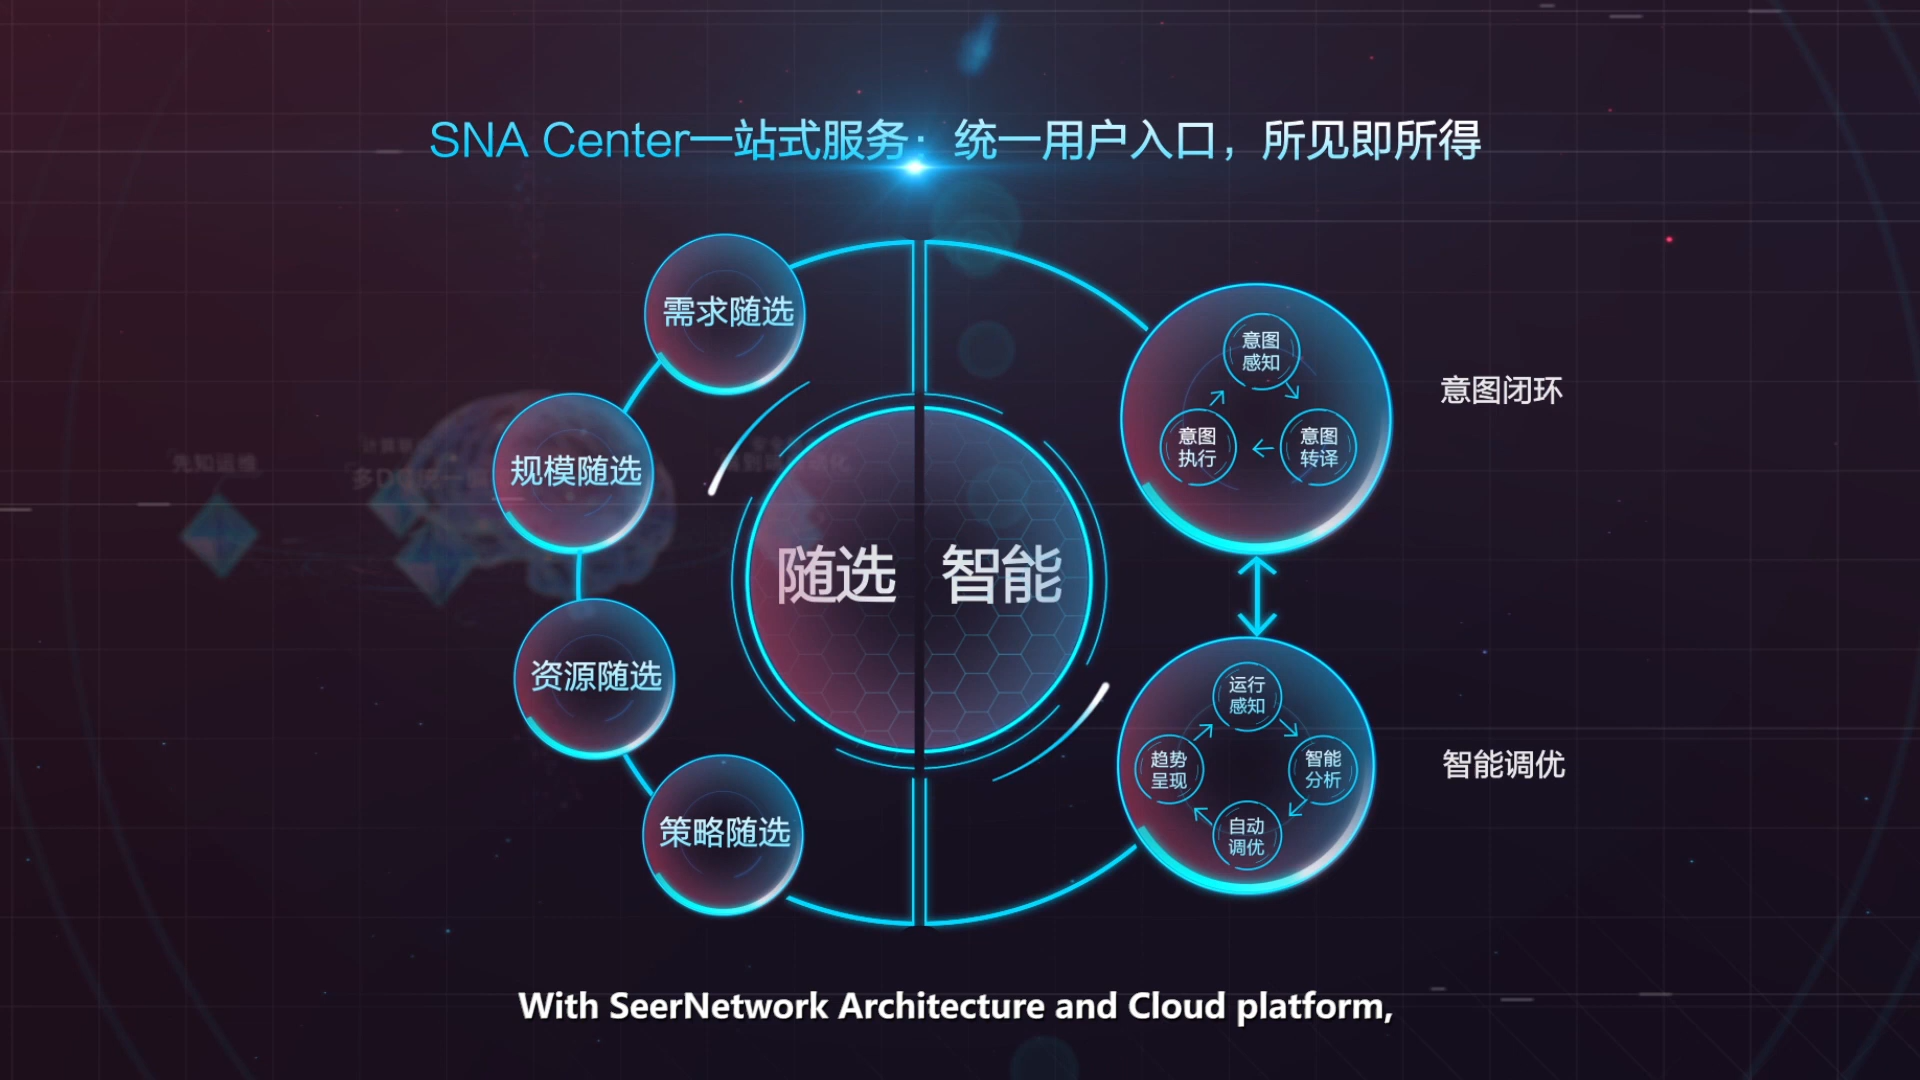 SNA Center一站式服务：统一用户入口，所见即所得
需求随选
规模随选
资源随选
策略随选
随选 智能
意图
感知
意图
转译
意图
执行
意图闭环
运行
感知
智能
分析
自动
调优
趋势
呈现
智能调优
先知运维
With SeerNetwork Architecture and Cloud platform,